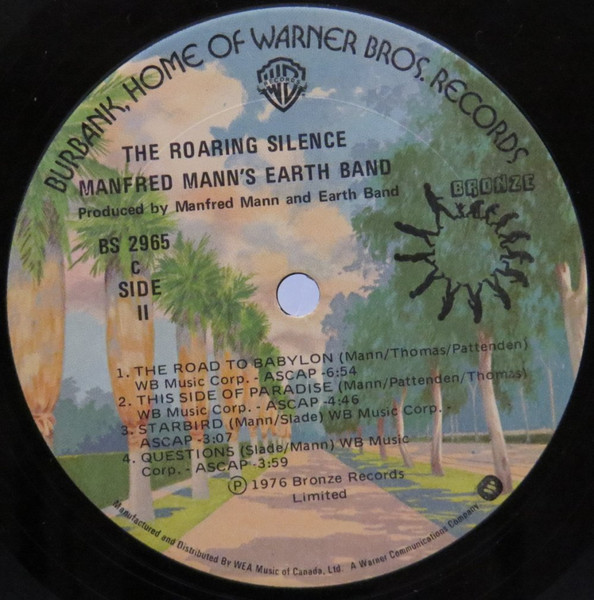 BURBANK, HOME OF WARNER BROS. RECORDS
RECORDS
THE ROARING SILENCE
MANFRED MANN'S EARTH BAND
Produced by Manfred Mann and Earth Band
BRONZE
BS 2965
C
SIDE
II
1. THE ROAD TO BABYLON (Mann/Thomas/Pattenden)
WB Music Corp. - ASCAP -6:54
2. THIS SIDE OF PARADISE (Mann/Pattenden/Thomas)
WB Music Corp. - ASCAP -4:46
3. STARBIRD (Mann/Slade) WB Music Corp. -
ASCAP -3:07
4. QUESTIONS (Slade/Mann) WB Music
Corp. - ASCAP -3:59
Ⓟ 1976 Bronze Records
Limited
Manufactured and Distributed By WEA Music of Canada, Ltd. A Warner Communications Company